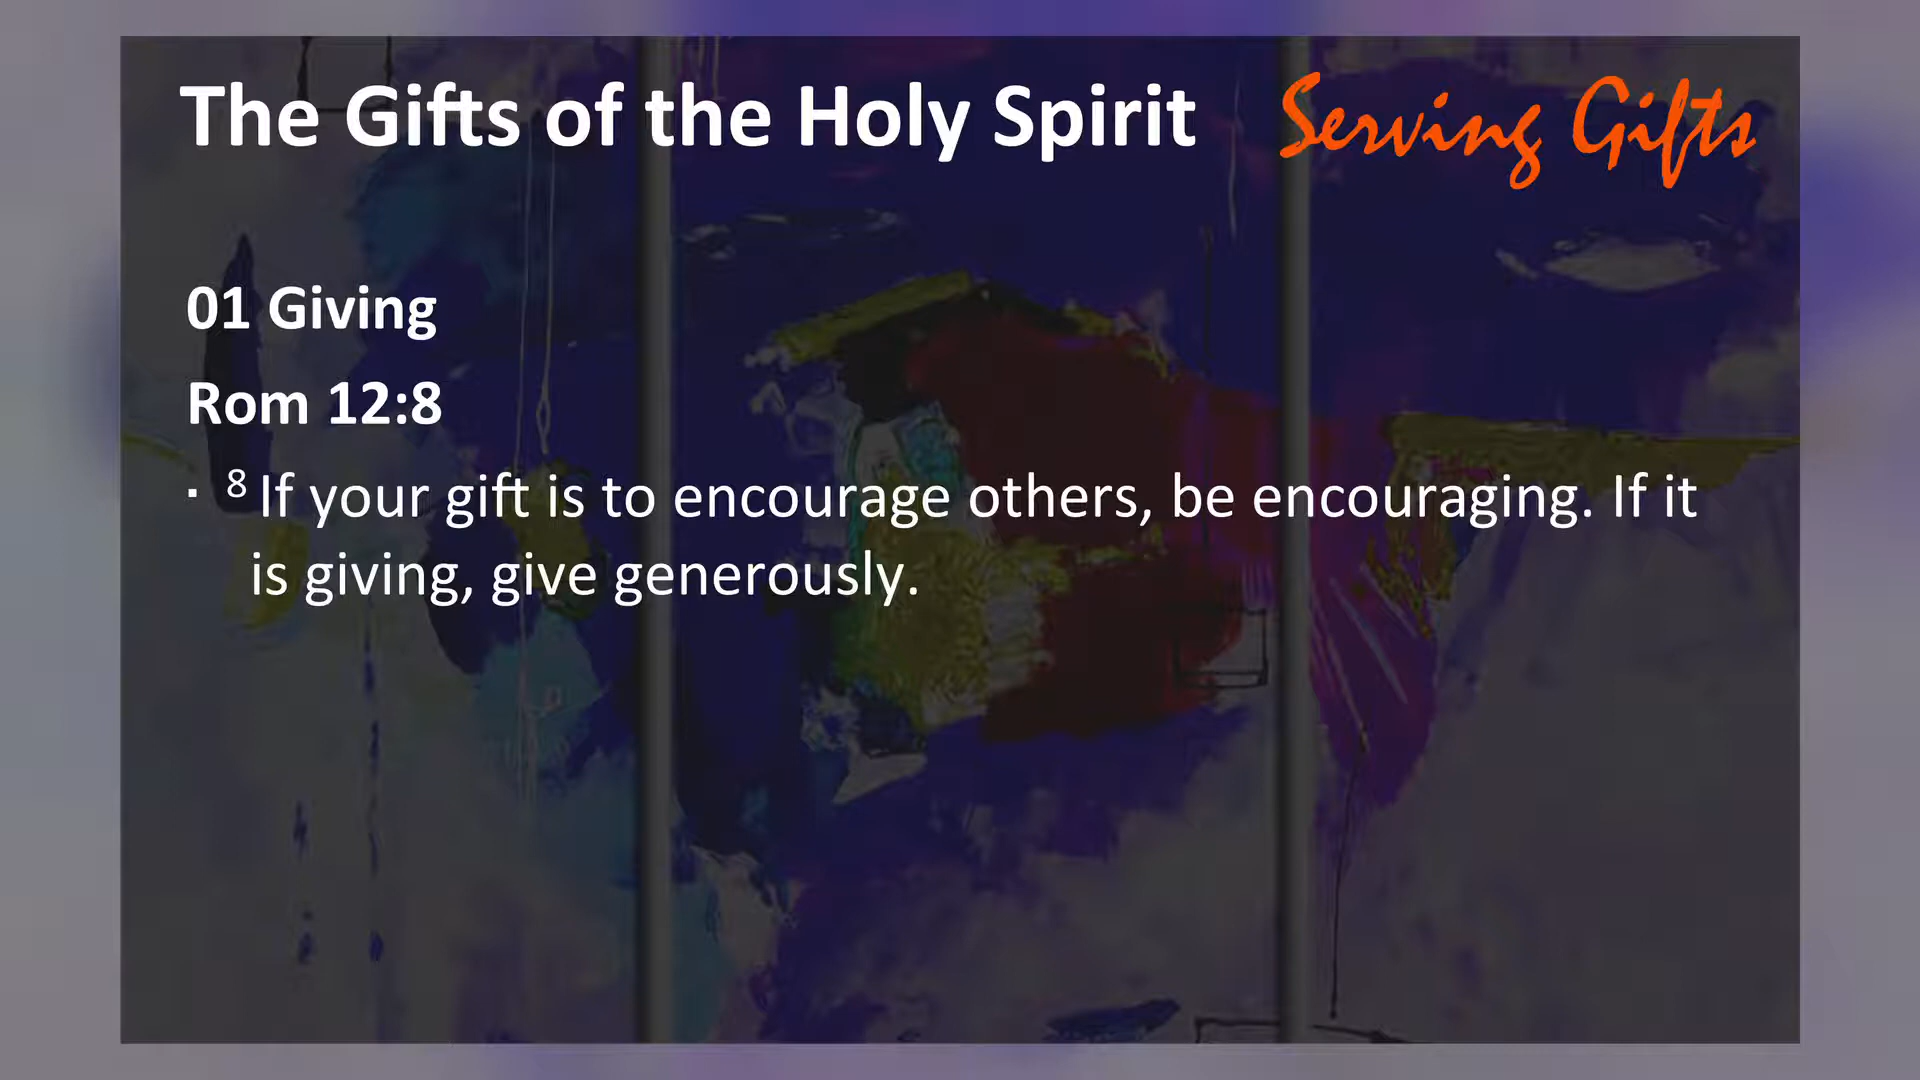 The Gifts of the Holy Spirit Serving Gifts
01 Giving
Rom 12:8
▪ 8 If your gift is to encourage others, be encouraging. If it
is giving, give generously.